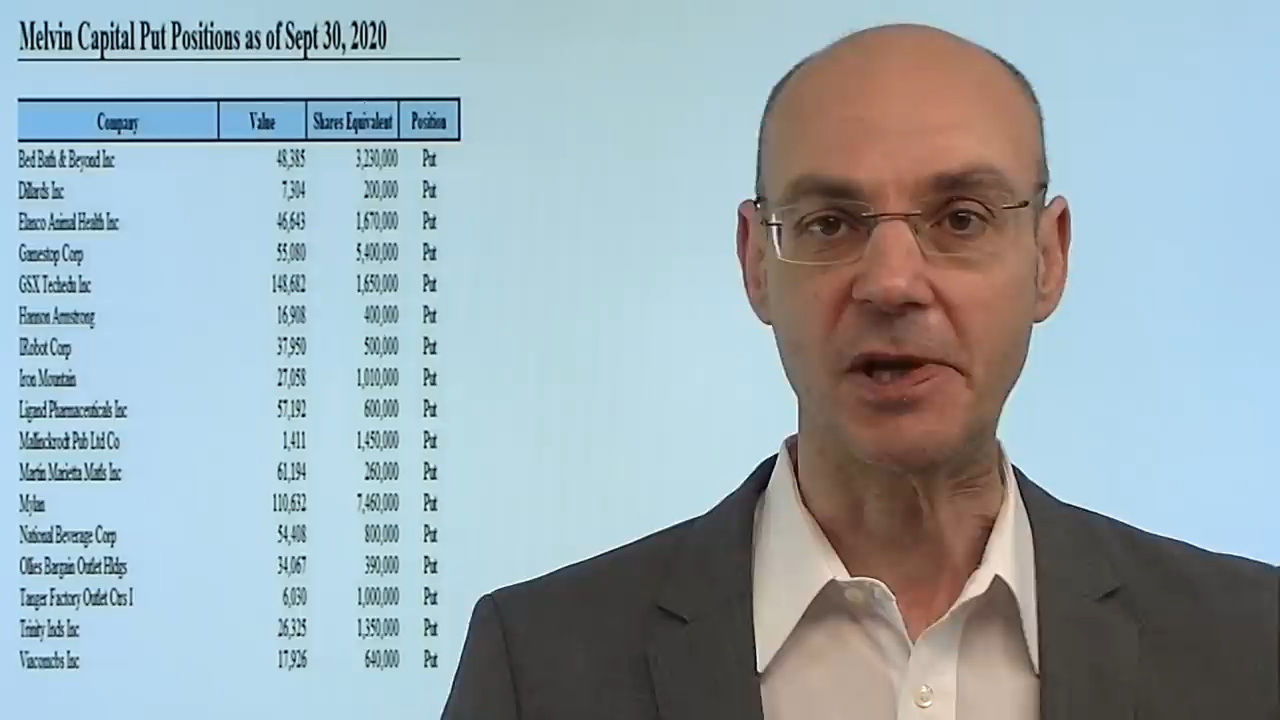 Melvin Capital Put Positions as of Sept 30, 2020
Company Value Shares Equivalent Position
Bed Bath & Beyond Inc 48,385 3,230,000 Put
Dillards Inc 7,304 200,000 Put
Elanco Animal Health Inc 46,643 1,670,000 Put
Gamestop Corp 55,080 5,400,000 Put
GSX Techedu Inc 148,682 1,650,000 Put
Hannon Armstrong 16,908 400,000 Put
IRobot Corp 37,950 500,000 Put
Iron Mountain 27,058 1,010,000 Put
Ligand Pharmaceuticals Inc 57,192 600,000 Put
Mallinckrodt Pub Ltd Co 1,411 1,450,000 Put
Martin Marietta Matls Inc 61,194 260,000 Put
Mylan 110,632 7,460,000 Put
National Beverage Corp 54,408 800,000 Put
Ollies Bargain Outlet Hldgs 34,067 390,000 Put
Tanger Factory Outlet Ctrs I 6,030 1,000,000 Put
Trinity Inds Inc 26,325 1,350,000 Put
Viacomcbs Inc 17,926 640,000 Put